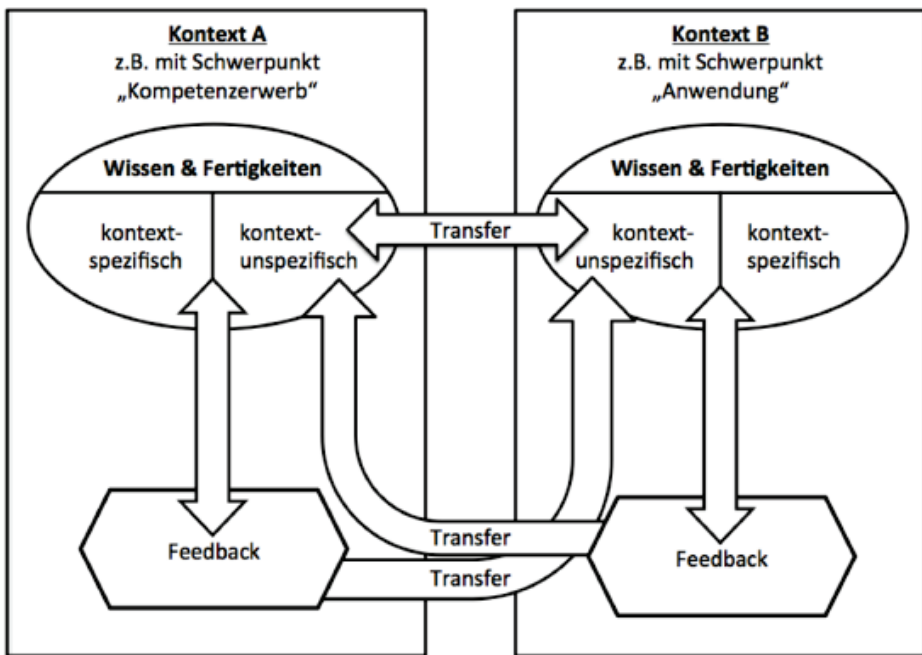 Kontext A
z.B. mit Schwerpunkt
„Kompetenzerwerb“
Wissen & Fertigkeiten
kontext-
spezifisch
kontext-
unspezifisch
Feedback
Transfer
Transfer
Transfer
Kontext B
z.B. mit Schwerpunkt
„Anwendung“
Wissen & Fertigkeiten
kontext-
unspezifisch
kontext-
spezifisch
Feedback